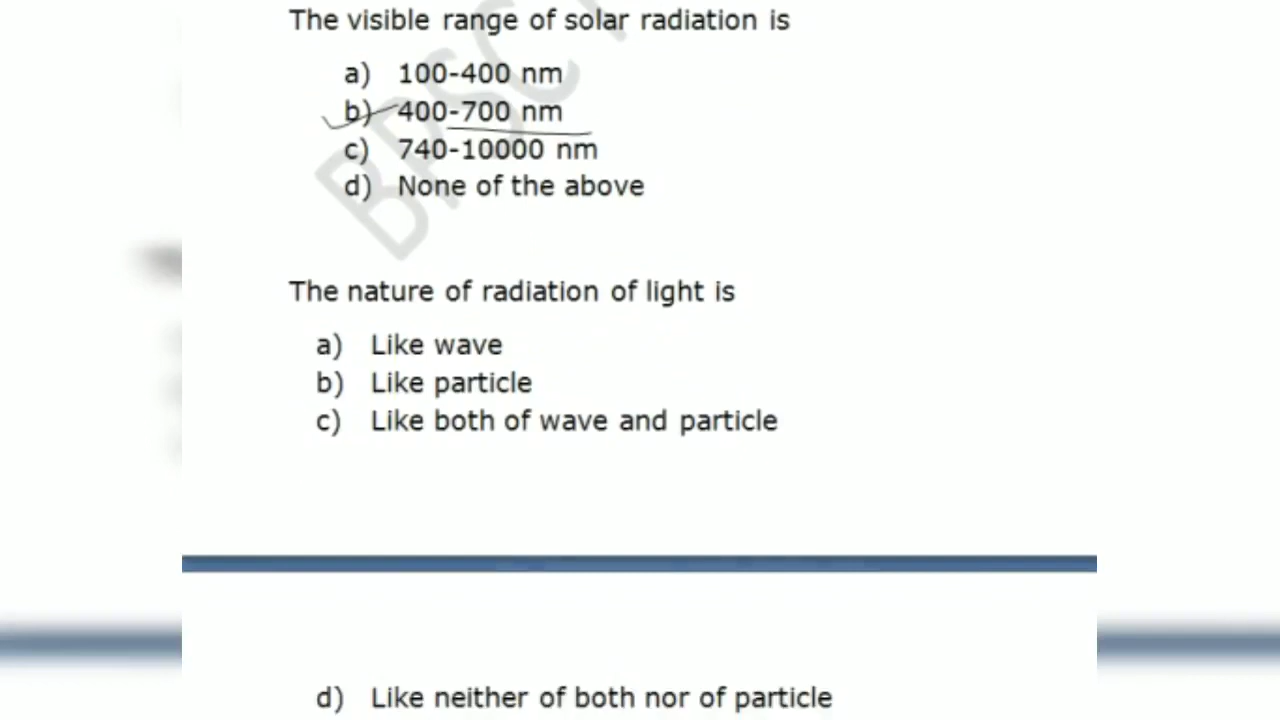 The visible range of solar radiation is
a) 100-400 nm
b) 400-700 nm
c) 740-10000 nm
d) None of the above
BPSC
The nature of radiation of light is
a) Like wave
b) Like particle
c) Like both of wave and particle
d) Like neither of both nor of particle